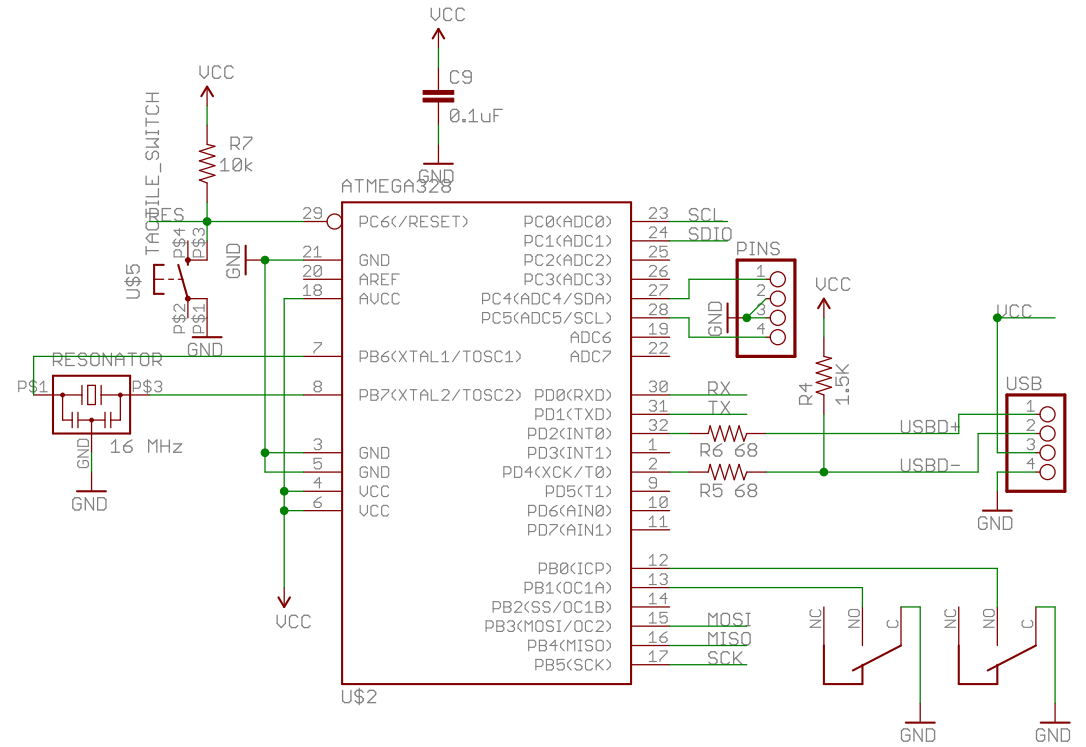 VCC
C9
0.1uF
GND
VCC
R7
10k
TACTILE_SWITCH
RES
P$4
P$3
U$5
P$2
P$1
GND
GND
ATMEGA328
29 PC6(/RESET)
21 GND
20 AREF
18 AVCC
7 PB6(XTAL1/TOSC1)
8 PB7(XTAL2/TOSC2)
3 GND
5 GND
4 VCC
6 VCC
VCC
RESONATOR
P$1
P$3
GND
16 MHz
GND
PC0(ADC0) 23 SCL
PC1(ADC1) 24 SDIO
PC2(ADC2) 25
PC3(ADC3) 26
PC4(ADC4/SDA) 27
PC5(ADC5/SCL) 28
ADC6 19
ADC7 22
PD0(RXD) 30 RX
PD1(TXD) 31 TX
PD2(INT0) 32
PD3(INT1) 1
PD4(XCK/T0) 2
PD5(T1) 9
PD6(AIN0) 10
PD7(AIN1) 11
PB0(ICP) 12
PB1(OC1A) 13
PB2(SS/OC1B) 14
PB3(MOSI/OC2) 15 MOSI
PB4(MISO) 16 MISO
PB5(SCK) 17 SCK
U$2
PINS
1
2
3
4
GND
VCC
R4
1.5K
R6 68
R5 68
USBD+
USBD-
VCC
USB
1
2
3
4
GND
NC
NO
C
GND
NC
NO
C
GND